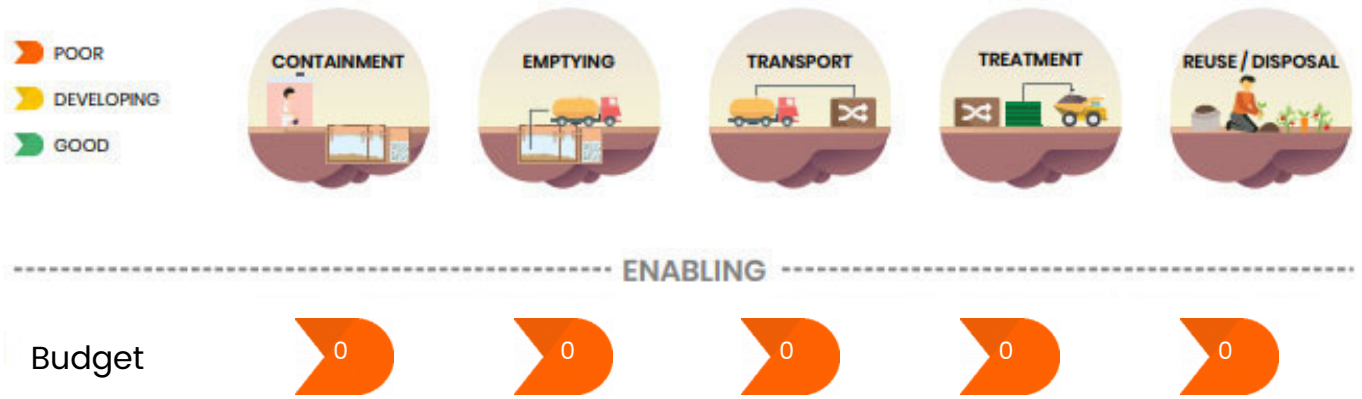 POOR
DEVELOPING
GOOD
CONTAINMENT
EMPTYING
TRANSPORT
TREATMENT
REUSE / DISPOSAL
ENABLING
Budget 0 0 0 0 0